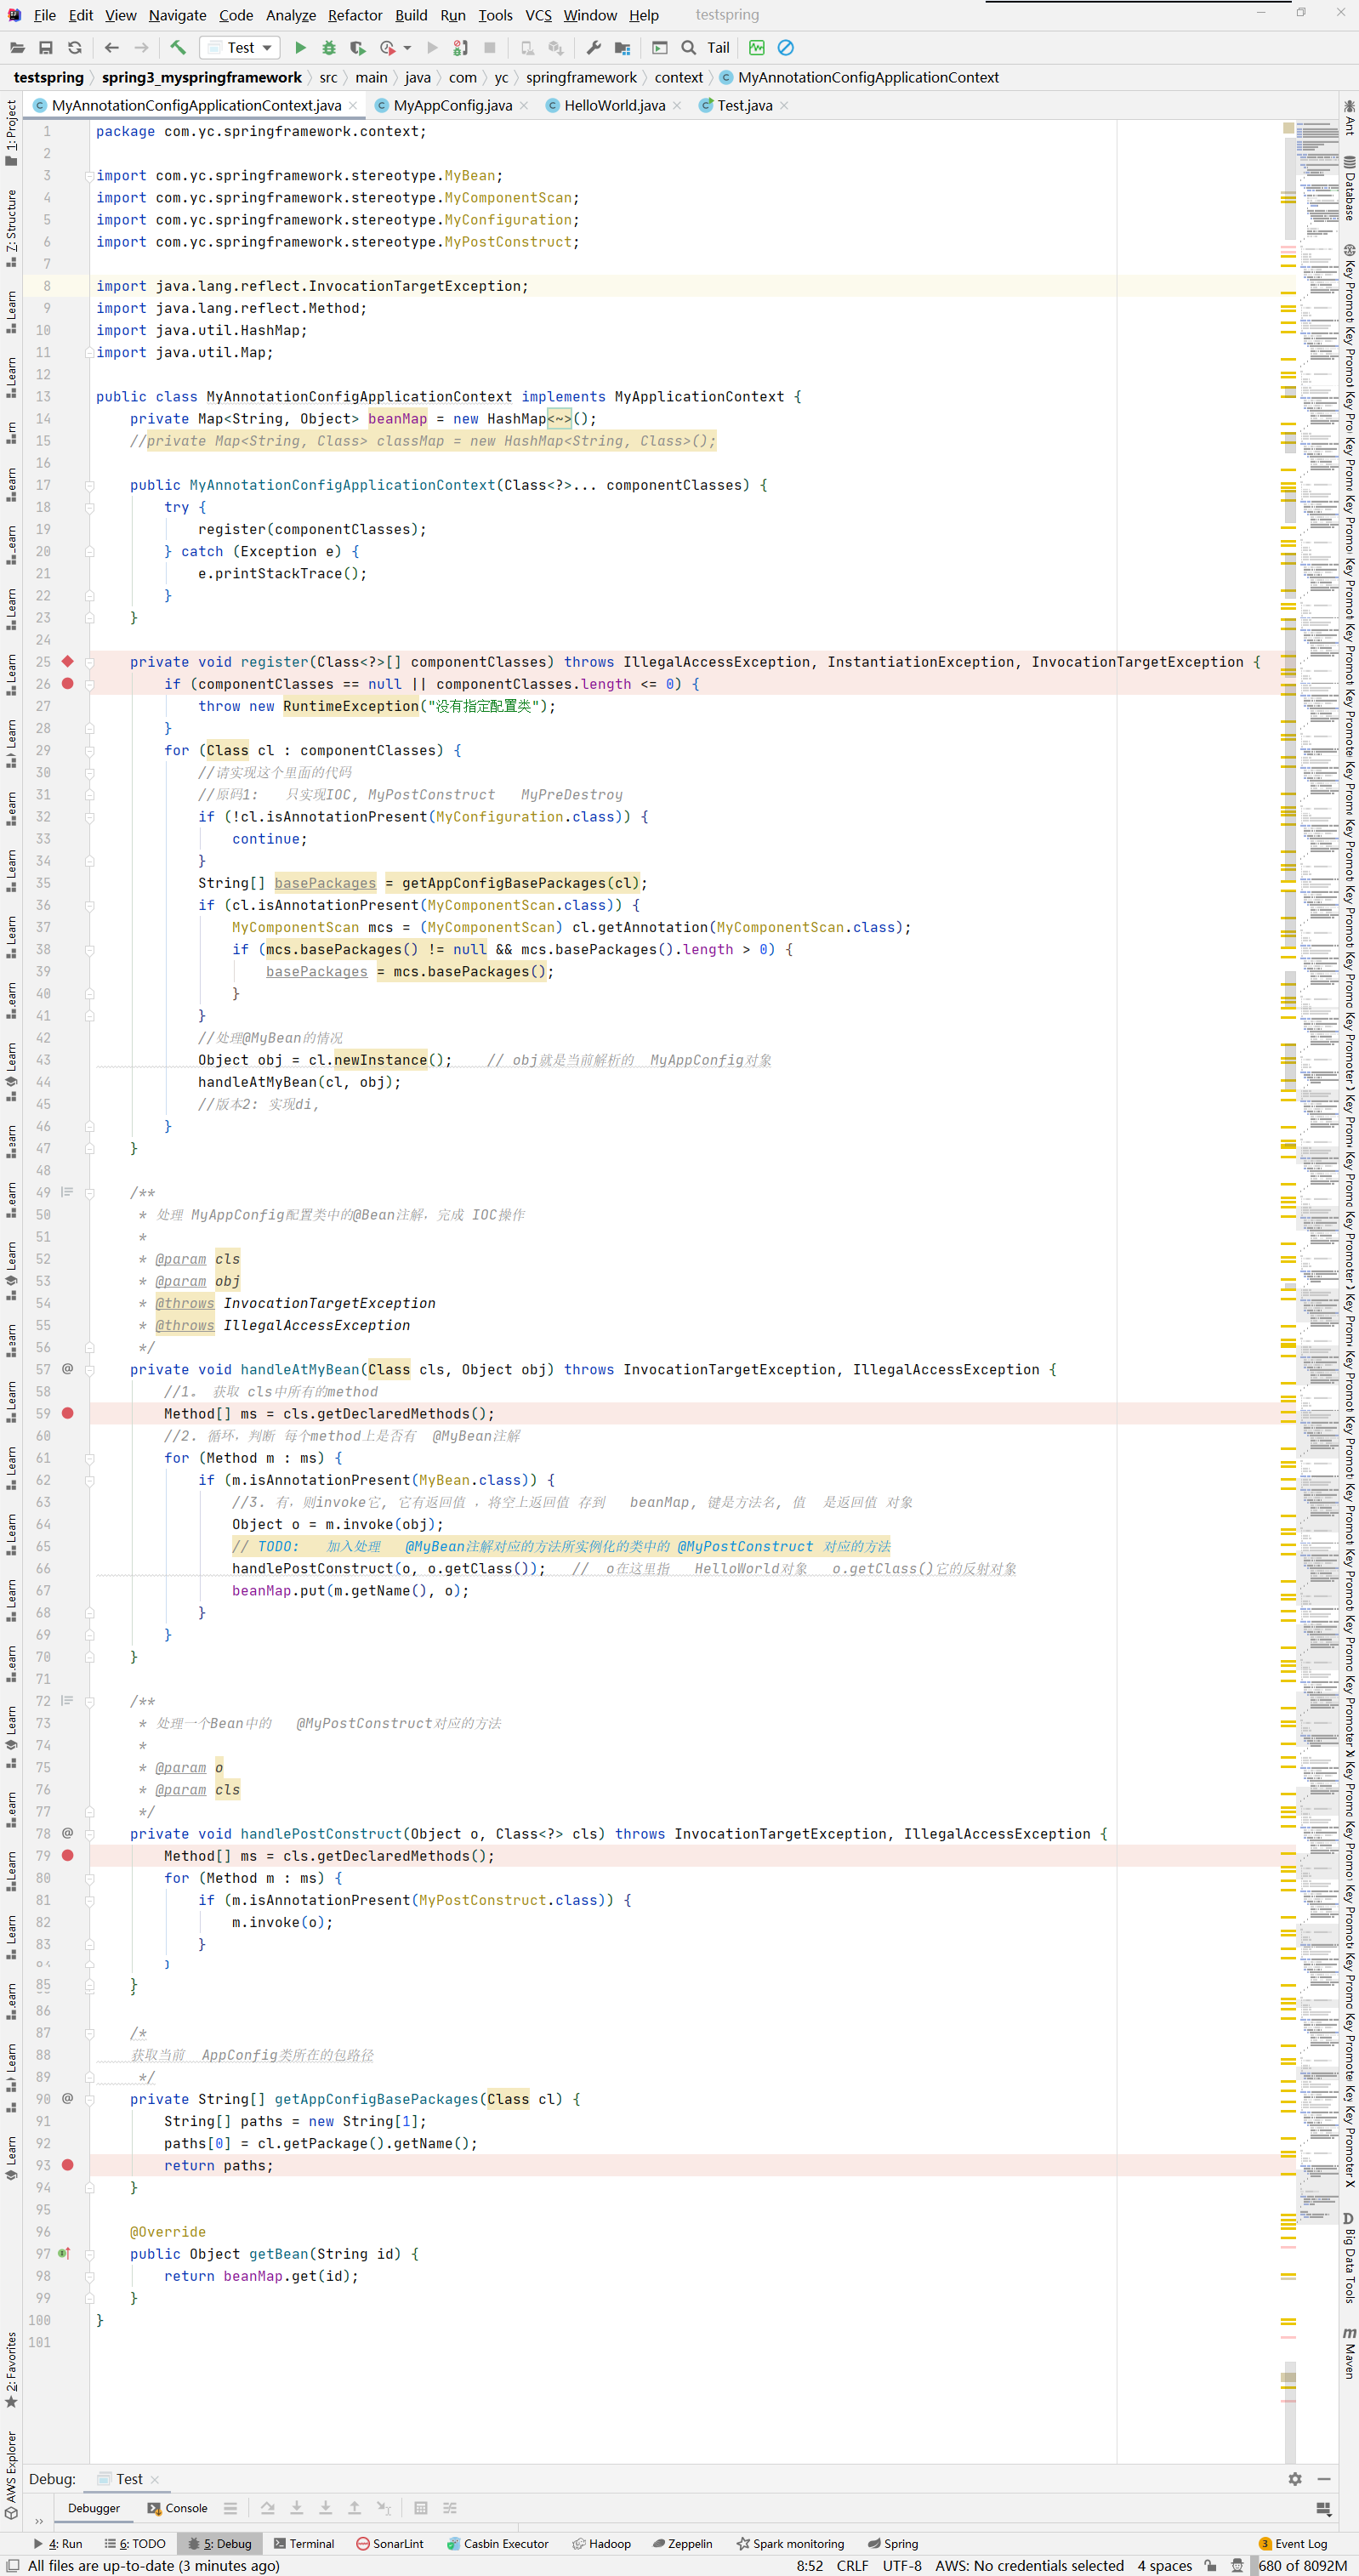 File Edit View Navigate Code Analyze Refactor Build Run Tools VCS Window Help testspring
Test Tail
testspring spring3_myspringframework src main java com yc springframework context MyAnnotationConfigApplicationContext
MyAnnotationConfigApplicationContext.java MyAppConfig.java HelloWorld.java Test.java
1 package com.yc.springframework.context;
2
3 import com.yc.springframework.stereotype.MyBean;
4 import com.yc.springframework.stereotype.MyComponentScan;
5 import com.yc.springframework.stereotype.MyConfiguration;
6 import com.yc.springframework.stereotype.MyPostConstruct;
7
8 import java.lang.reflect.InvocationTargetException;
9 import java.lang.reflect.Method;
10 import java.util.HashMap;
11 import java.util.Map;
12
13 public class MyAnnotationConfigApplicationContext implements MyApplicationContext {
14 private Map<String, Object> beanMap = new HashMap<~>();
15 //private Map<String, Class> classMap = new HashMap<String, Class>();
16
17 public MyAnnotationConfigApplicationContext(Class<?>... componentClasses) {
18 try {
19 register(componentClasses);
20 } catch (Exception e) {
21 e.printStackTrace();
22 }
23 }
24
25 private void register(Class<?>[] componentClasses) throws IllegalAccessException, InstantiationException, InvocationTargetException {
26 if (componentClasses == null || componentClasses.length <= 0) {
27 throw new RuntimeException("没有指定配置类");
28 }
29 for (Class cl : componentClasses) {
30 //请实现这个里面的代码
31 //原码1: 只实现IOC, MyPostConstruct MyPreDestroy
32 if (!cl.isAnnotationPresent(MyConfiguration.class)) {
33 continue;
34 }
35 String[] basePackages = getAppConfigBasePackages(cl);
36 if (cl.isAnnotationPresent(MyComponentScan.class)) {
37 MyComponentScan mcs = (MyComponentScan) cl.getAnnotation(MyComponentScan.class);
38 if (mcs.basePackages() != null && mcs.basePackages().length > 0) {
39 basePackages = mcs.basePackages();
40 }
41 }
42 //处理@MyBean的情况
43 Object obj = cl.newInstance(); // obj就是当前解析的 MyAppConfig对象
44 handleAtMyBean(cl, obj);
45 //版本2: 实现di,
46 }
47 }
48
49 /**
50 * 处理 MyAppConfig配置类中的@Bean注解，完成 IOC操作
51 *
52 * @param cls
53 * @param obj
54 * @throws InvocationTargetException
55 * @throws IllegalAccessException
56 */
57 @ private void handleAtMyBean(Class cls, Object obj) throws InvocationTargetException, IllegalAccessException {
58 //1. 获取 cls中所有的method
59 Method[] ms = cls.getDeclaredMethods();
60 //2. 循环，判断 每个method上是否有 @MyBean注解
61 for (Method m : ms) {
62 if (m.isAnnotationPresent(MyBean.class)) {
63 //3. 有，则invoke它, 它有返回值 ，将空上返回值 存到 beanMap, 键是方法名, 值 是返回值 对象
64 Object o = m.invoke(obj);
65 // TODO: 加入处理 @MyBean注解对应的方法所实例化的类中的 @MyPostConstruct 对应的方法
66 handlePostConstruct(o, o.getClass()); // o在这里指 HelloWorld对象 o.getClass()它的反射对象
67 beanMap.put(m.getName(), o);
68 }
69 }
70 }
71
72 /**
73 * 处理一个Bean中的 @MyPostConstruct对应的方法
74 *
75 * @param o
76 * @param cls
77 */
78 @ private void handlePostConstruct(Object o, Class<?> cls) throws InvocationTargetException, IllegalAccessException {
79 Method[] ms = cls.getDeclaredMethods();
80 for (Method m : ms) {
81 if (m.isAnnotationPresent(MyPostConstruct.class)) {
82 m.invoke(o);
83 }
}
85 }
86
87 /*
88 获取当前 AppConfig类所在的包路径
89 */
90 @ private String[] getAppConfigBasePackages(Class cl) {
91 String[] paths = new String[1];
92 paths[0] = cl.getPackage().getName();
93 return paths;
94 }
95
96 @Override
97 public Object getBean(String id) {
98 return beanMap.get(id);
99 }
100 }
101
1: Project
7: Structure
Learn
2: Favorites
AWS Explorer
Ant
Database
Key Promoter X
Big Data Tools
Maven
Debug: Test
Debugger Console
4: Run 6: TODO 5: Debug Terminal SonarLint Casbin Executor Hadoop Zeppelin Spark monitoring Spring 3 Event Log
All files are up-to-date (3 minutes ago) 8:52 CRLF UTF-8 AWS: No credentials selected 4 spaces 680 of 8092M